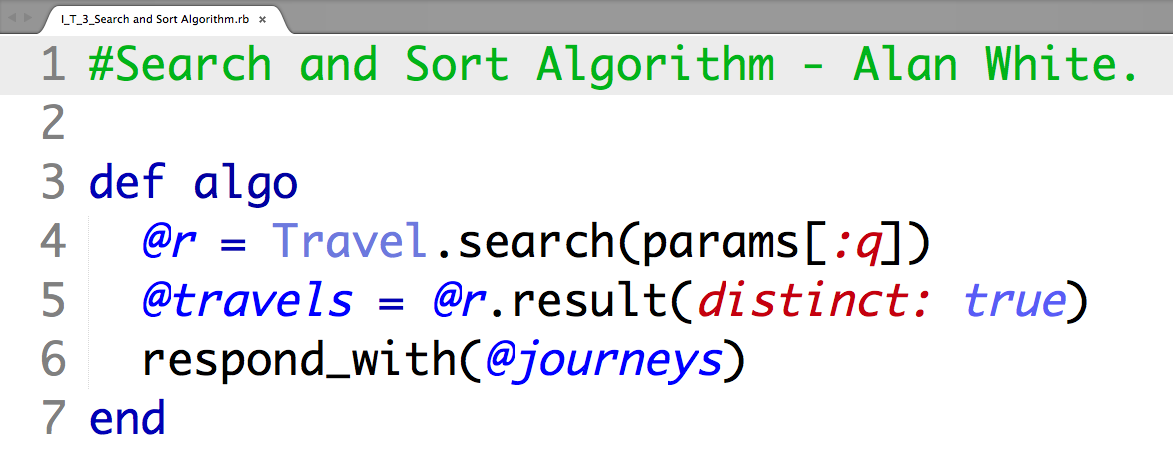 I_T_3_Search and Sort Algorithm.rb ×
1 #Search and Sort Algorithm - Alan White.
2
3 def algo
4   @r = Travel.search(params[:q])
5   @travels = @r.result(distinct: true)
6   respond_with(@journeys)
7 end